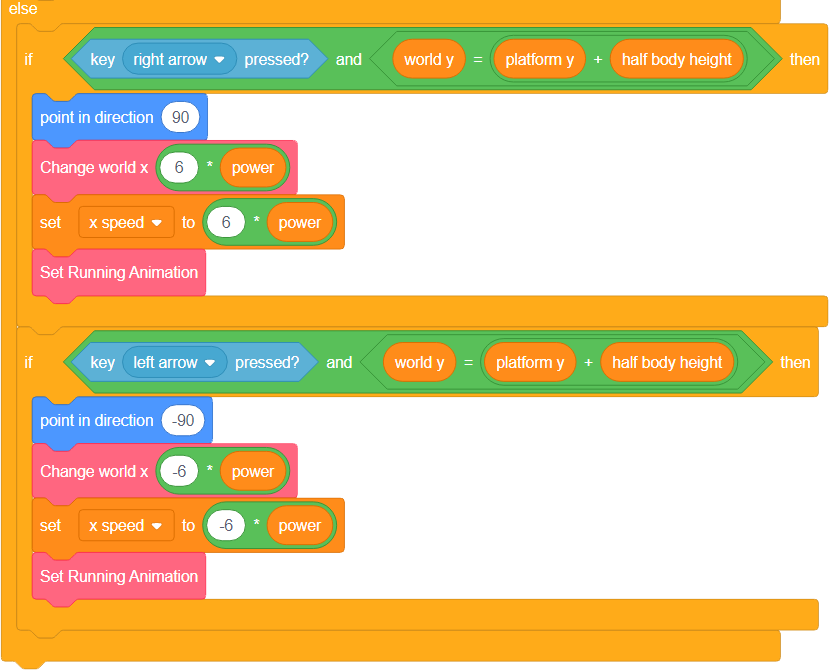 else
if key right arrow pressed? and world y = platform y + half body height then
point in direction 90
Change world x 6 * power
set x speed to 6 * power
Set Running Animation
if key left arrow pressed? and world y = platform y + half body height then
point in direction -90
Change world x -6 * power
set x speed to -6 * power
Set Running Animation